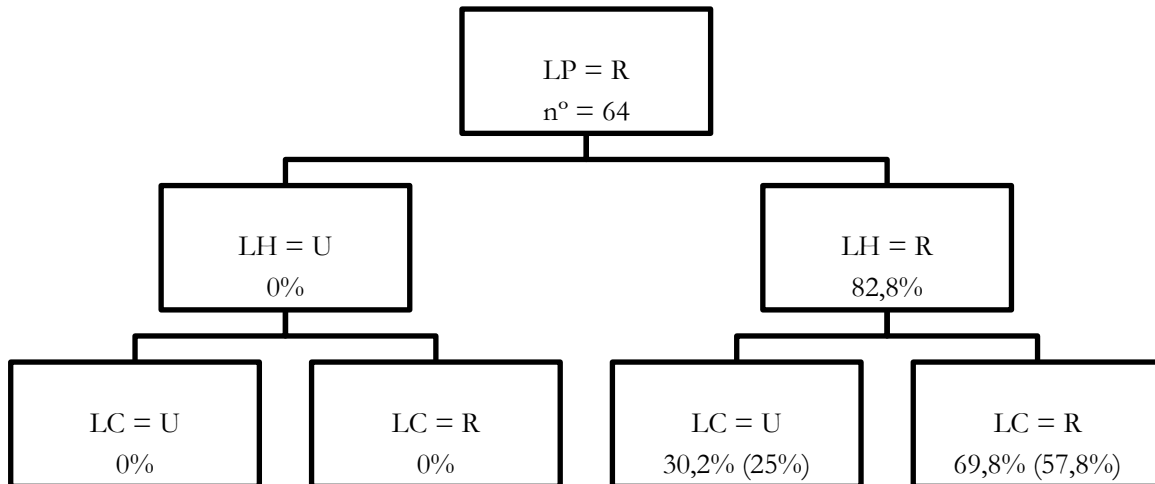 LP = R
nº = 64
LH = U
0%
LH = R
82,8%
LC = U
0%
LC = R
0%
LC = U
30,2% (25%)
LC = R
69,8% (57,8%)